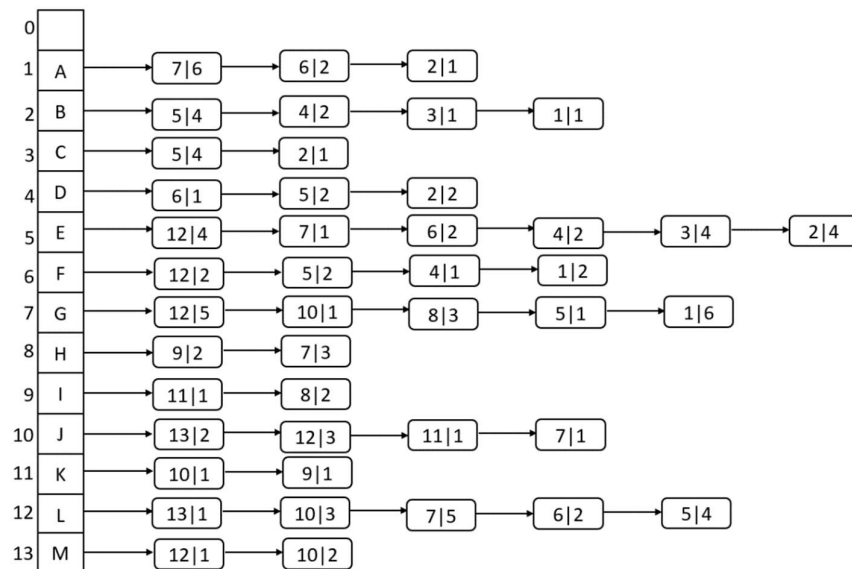 0
1 A 7|6 6|2 2|1
2 B 5|4 4|2 3|1 1|1
3 C 5|4 2|1
4 D 6|1 5|2 2|2
5 E 12|4 7|1 6|2 4|2 3|4 2|4
6 F 12|2 5|2 4|1 1|2
7 G 12|5 10|1 8|3 5|1 1|6
8 H 9|2 7|3
9 I 11|1 8|2
10 J 13|2 12|3 11|1 7|1
11 K 10|1 9|1
12 L 13|1 10|3 7|5 6|2 5|4
13 M 12|1 10|2